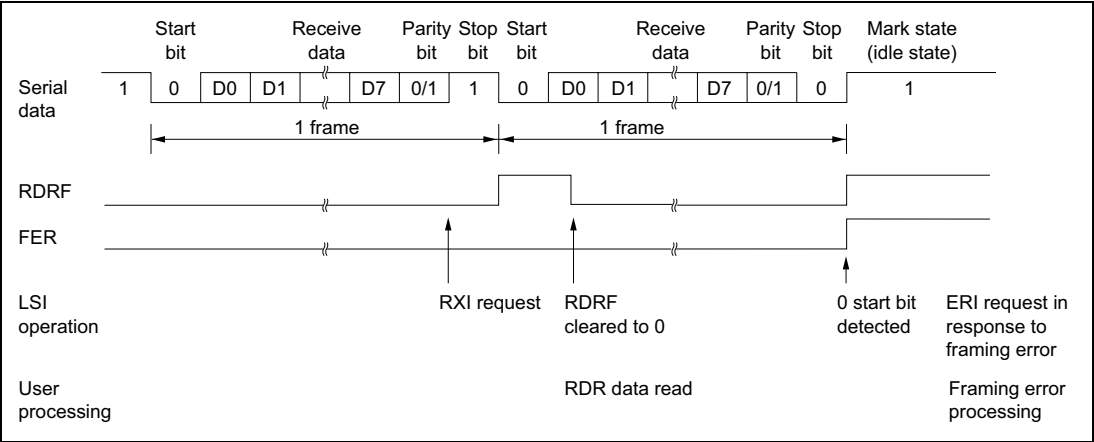 Start Receive Parity Stop Start Receive Parity Stop Mark state
bit data bit bit bit data bit bit (idle state)
Serial 1 0 D0 D1 D7 0/1 1 0 D0 D1 D7 0/1 0 1
data
1 frame 1 frame
RDRF
FER
LSI RXI request RDRF 0 start bit ERI request in
operation cleared to 0 detected response to
framing error
User RDR data read Framing error
processing processing